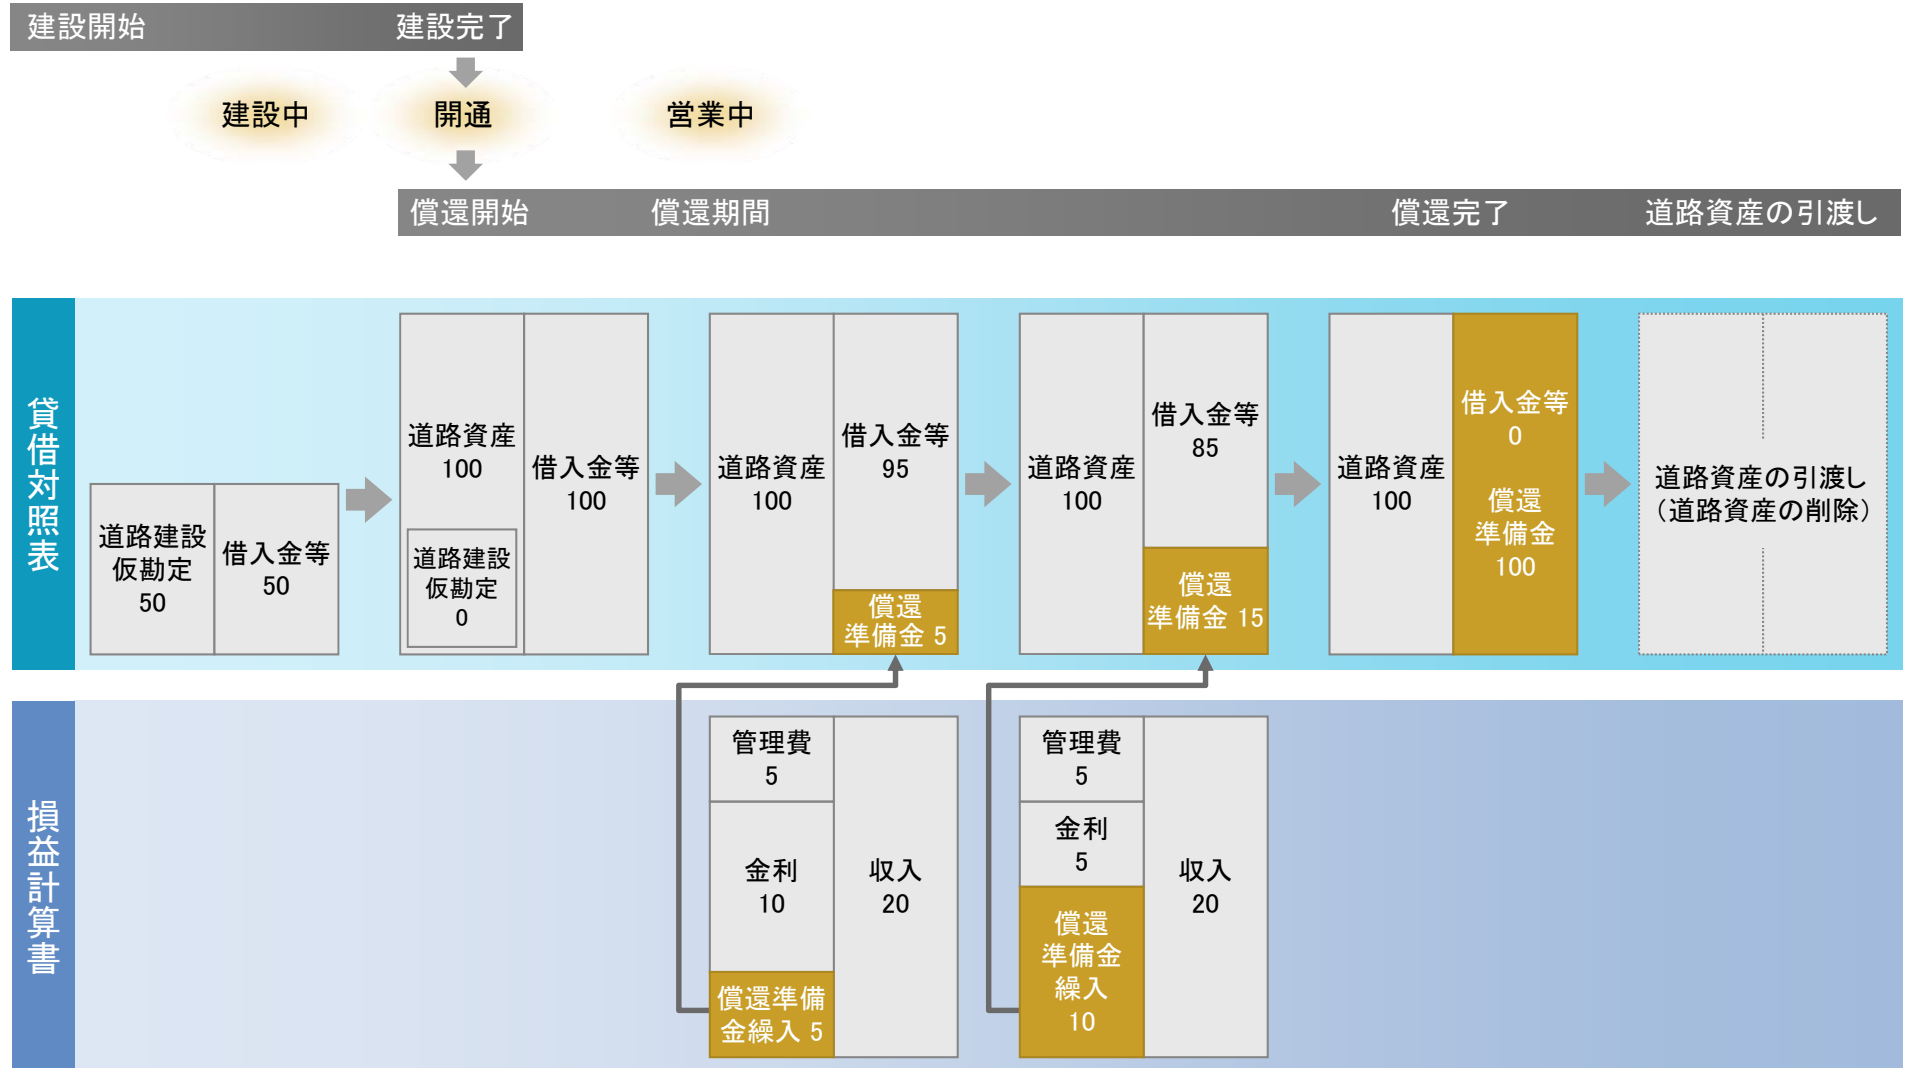 建設開始
建設完了
建設中
開通
営業中
償還開始
償還期間
償還完了
道路資産の引渡し
貸借対照表
道路建設
仮勘定
50
借入金等
50
道路資産
100
道路建設
仮勘定
0
借入金等
100
道路資産
100
借入金等
95
償還
準備金 5
道路資産
100
借入金等
85
償還
準備金 15
道路資産
100
借入金等
0
償還
準備金
100
道路資産の引渡し
（道路資産の削除）
損益計算書
管理費
5
金利
10
償還準備
金繰入 5
収入
20
管理費
5
金利
5
償還
準備金
繰入
10
収入
20